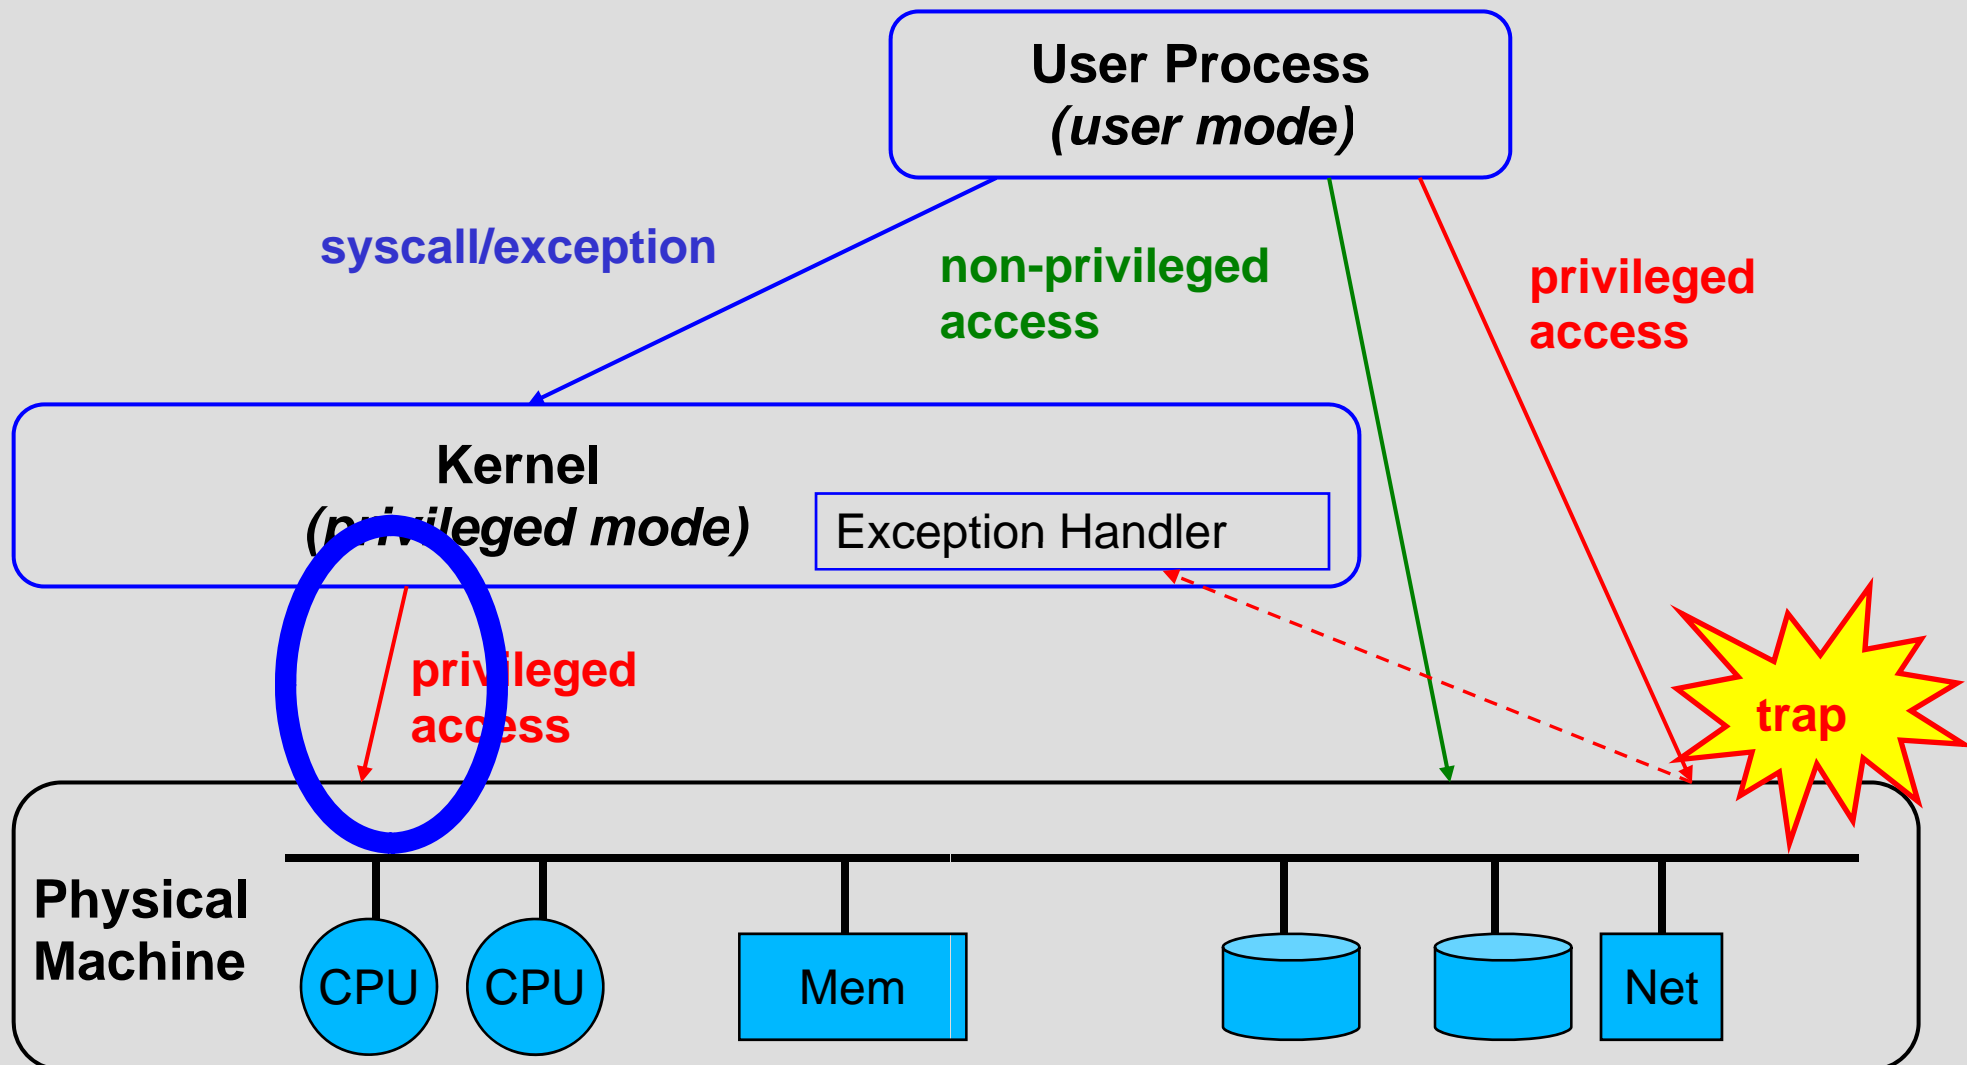 User Process
(user mode)
syscall/exception
non-privileged
access
privileged
access
Kernel
(privileged mode)
Exception Handler
privileged
access
trap
Physical
Machine
CPU
CPU
Mem
Net